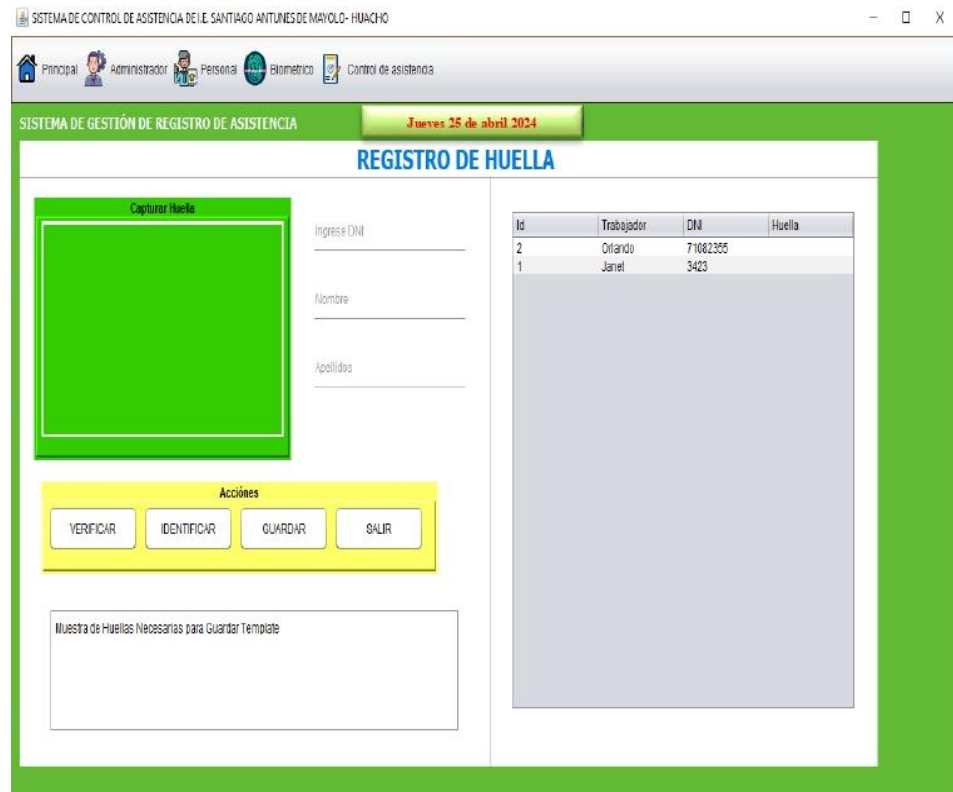 SISTEMA DE CONTROL DE ASISTENCIA DE I.E. SANTIAGO ANTUNES DE MAYOLO- HUACHO
Principal Administrador Personal Biometrico Control de asistencia
SISTEMA DE GESTIÓN DE REGISTRO DE ASISTENCIA
Jueves 25 de abril 2024
REGISTRO DE HUELLA
Capturar Huella
Ingrese DNI
Nombre
Apellidos
Acciónes
VERIFICAR IDENTIFICAR GUARDAR SALIR
Muestra de Huellas Necesarias para Guardar Template
Id Trabajador DNI Huella
2 Orlando 71082355
1 Janet 3423